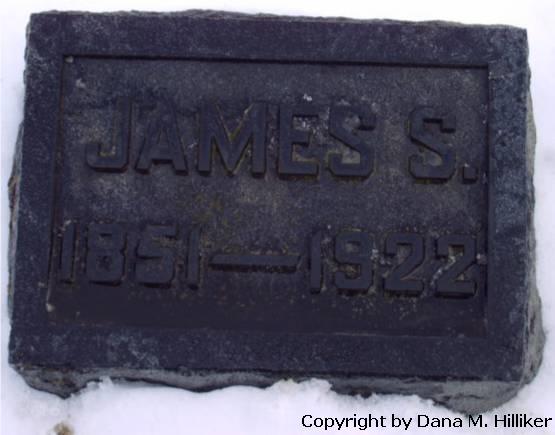 JAMES S.
1851—1922
Copyright by Dana M. Hilliker